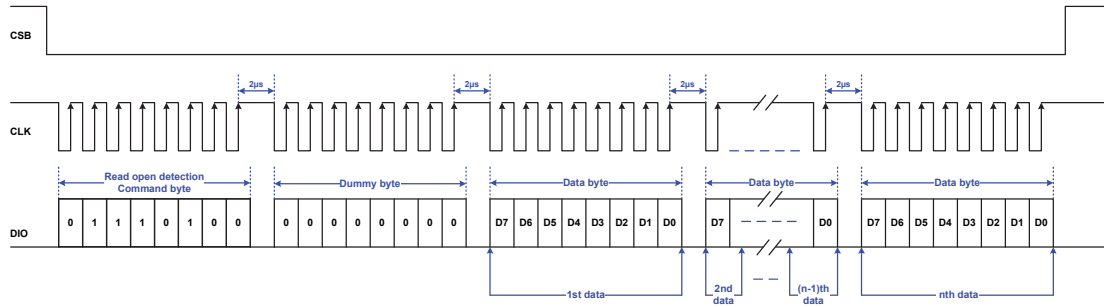 CSB
2µs 2µs 2µs 2µs
CLK
Read open detection
Command byte
Dummy byte
Data byte
Data byte
Data byte
DIO
0 1 1 1 0 1 0 0
0 0 0 0 0 0 0 0
D7 D6 D5 D4 D3 D2 D1 D0
D7 D0
D7 D6 D5 D4 D3 D2 D1 D0
1st data
2nd
data
(n-1)th
data
nth data